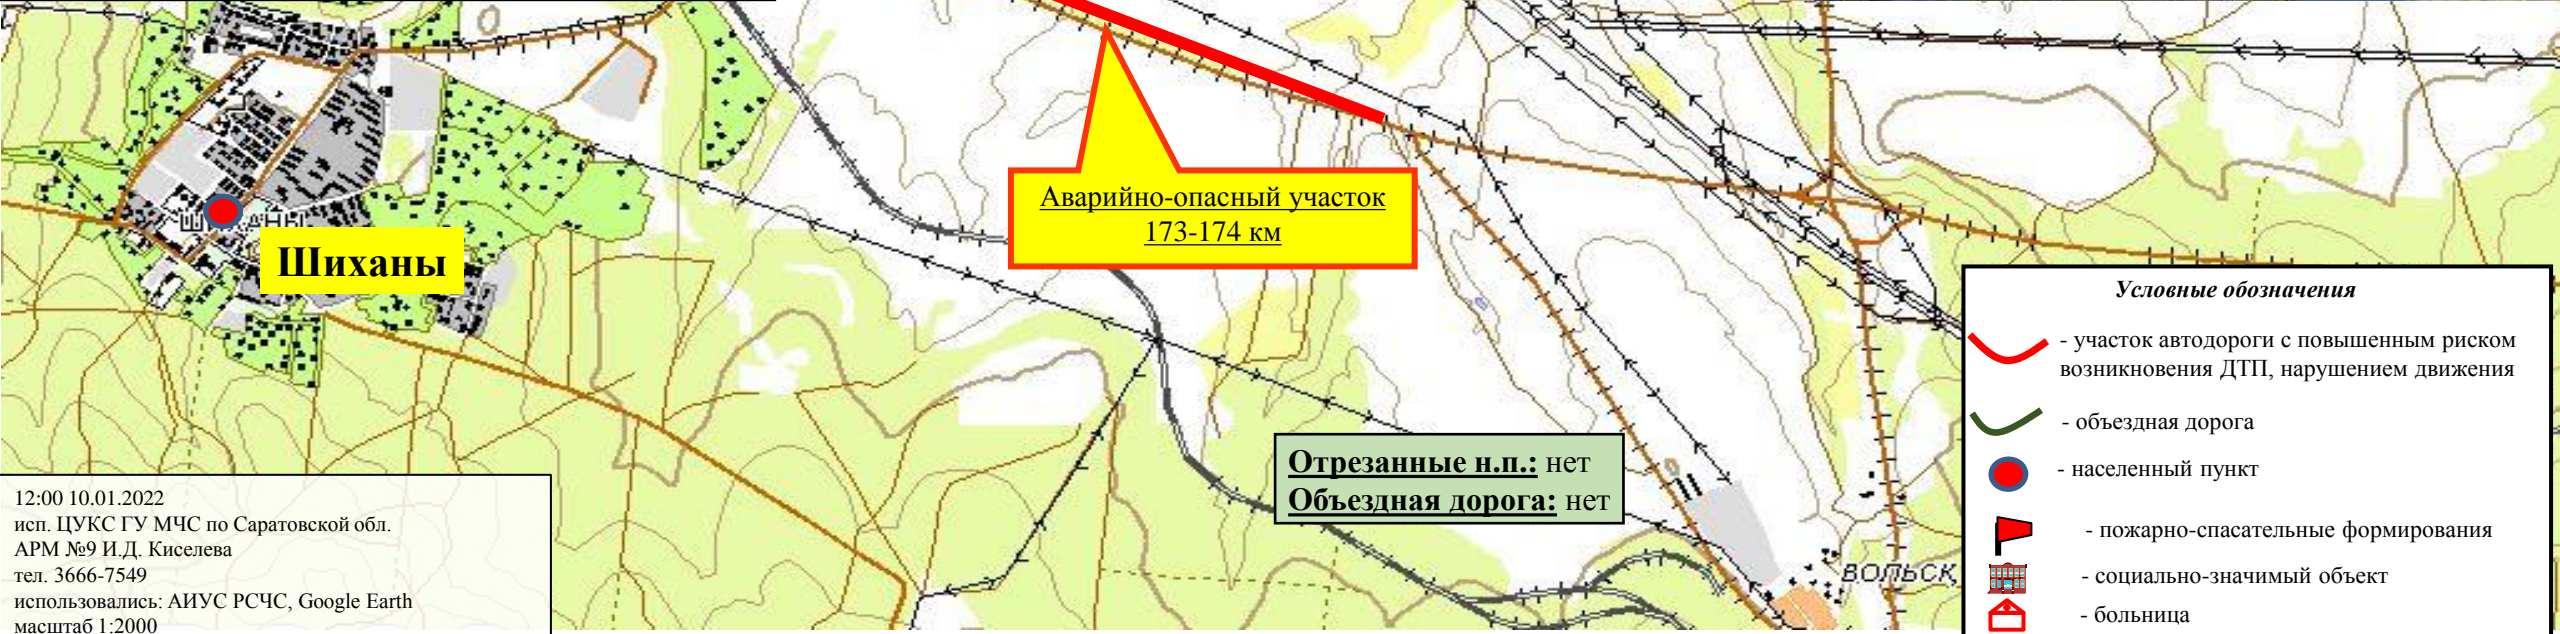 Аварийно-опасный участок
173-174 км
Шиханы
Условные обозначения
- участок автодороги с повышенным риском
возникновения ДТП, нарушением движения
- объездная дорога
- населенный пункт
- пожарно-спасательные формирования
- социально-значимый объект
- больница
Отрезанные н.п.: нет
Объездная дорога: нет
ВОЛЬСК
12:00 10.01.2022
исп. ЦУКС ГУ МЧС по Саратовской обл.
АРМ №9 И.Д. Киселева
тел. 3666-7549
использовались: АИУС РСЧС, Google Earth
масштаб 1:2000